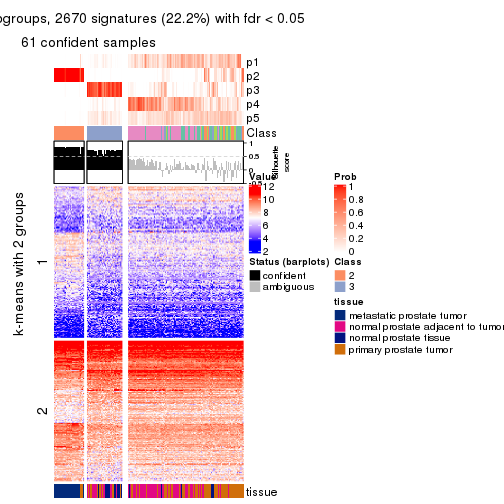 ogroups, 2670 signatures (22.2%) with fdr < 0.05
61 confident samples
p1
p2
p3
p4
p5
Class
1
0.5
0
Silhouette
score
k-means with 2 groups
1
2
Value
12
10
8
6
4
2
Prob
1
0.8
0.6
0.4
0.2
0
Status (barplots)
confident
ambiguous
Class
2
3
tissue
metastatic prostate tumor
normal prostate adjacent to tumor
normal prostate tissue
primary prostate tumor
tissue